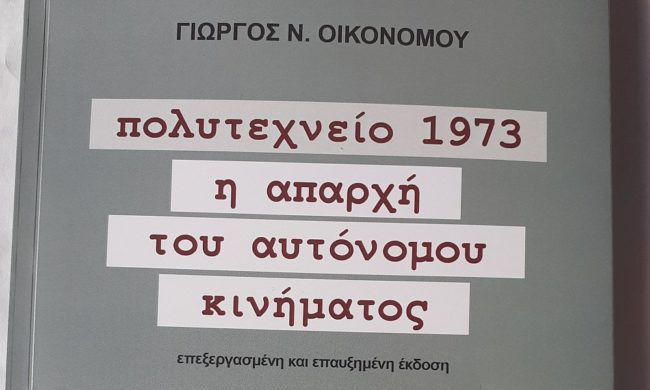 ΓΙΩΡΓΟΣ Ν. ΟΙΚΟΝΟΜΟΥ
πολυτεχνείο 1973
η απαρχή
του αυτόνομου
κινήματος
επεξεργασμένη και επαυξημένη έκδοση